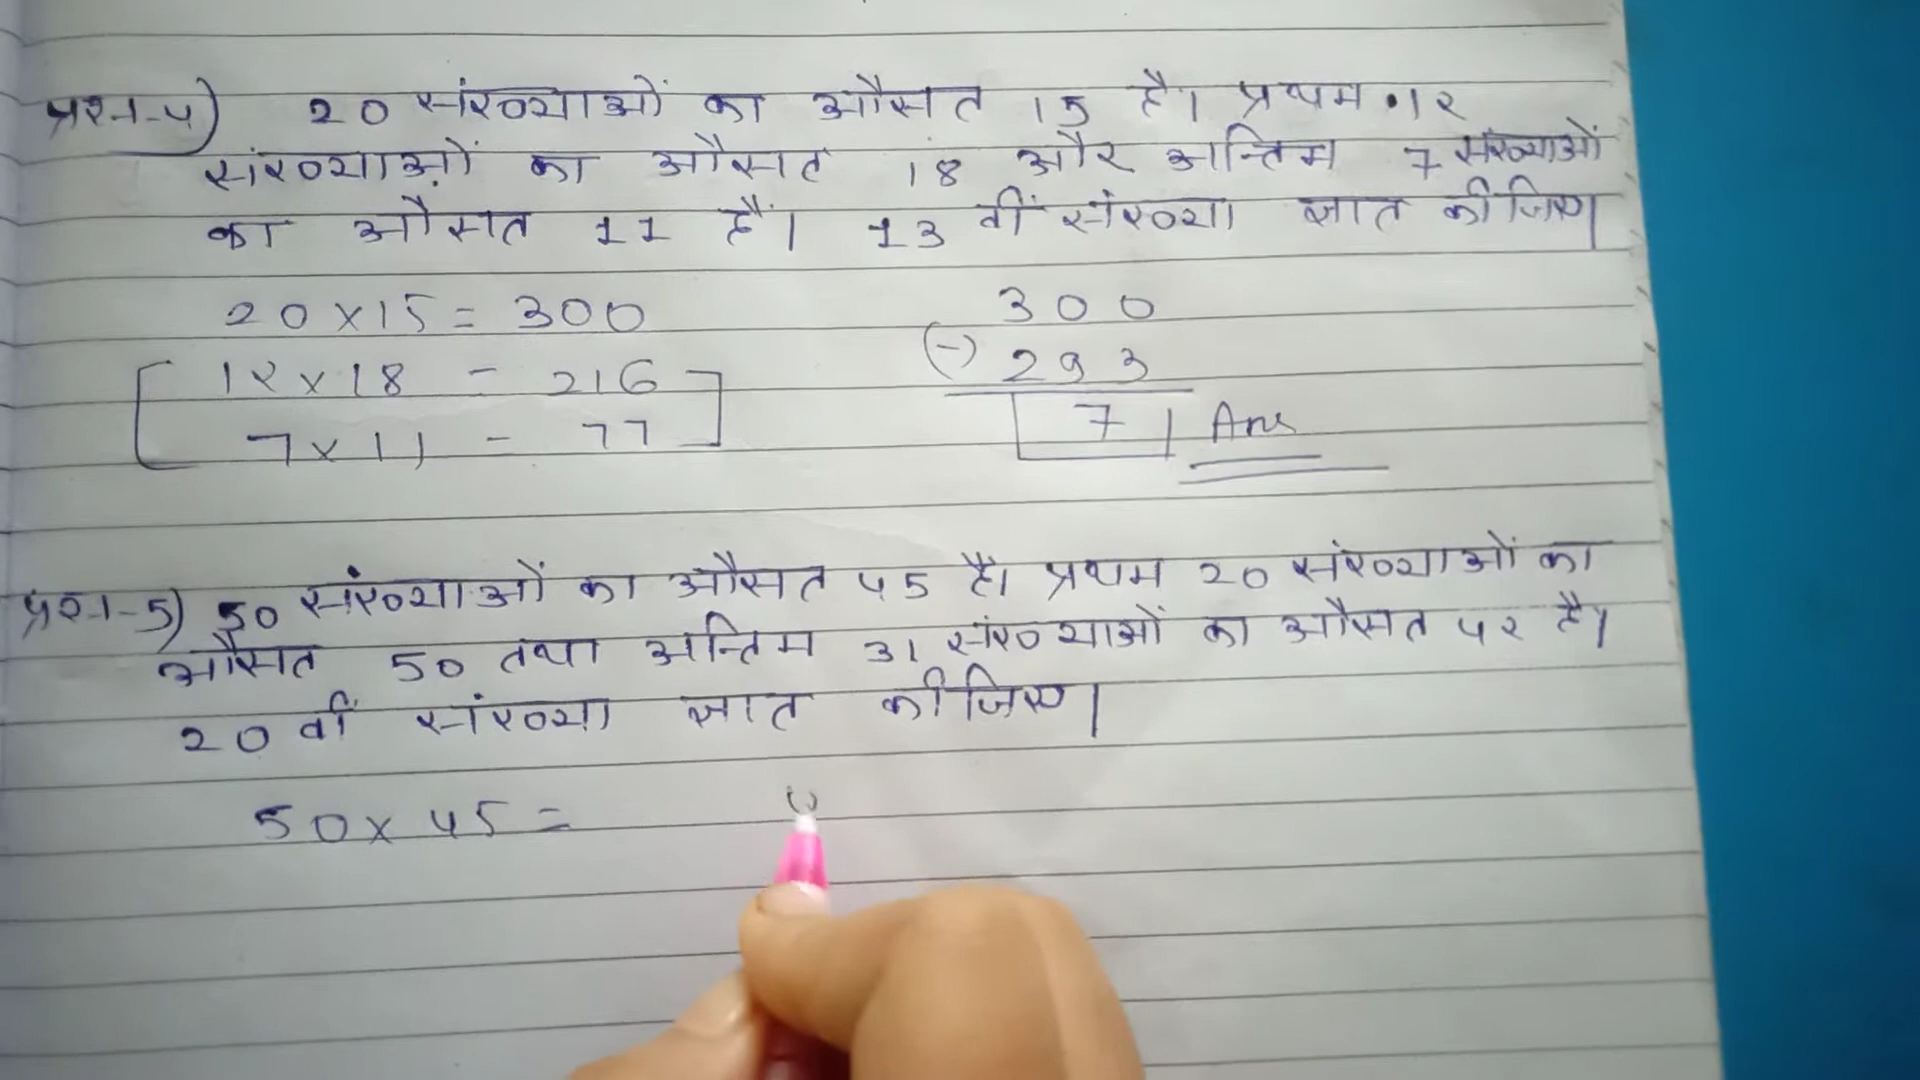 प्रश्न-4) 20 संख्याओं का औसत 15 है। प्रथम 12
संख्याओं का औसत 18 और अन्तिम 7 संख्याओं
का औसत 11 है। 13 वीं संख्या ज्ञात कीजिए।
20 x 15 = 300
12 x 18 = 216
7 x 11 = 77
300
(-) 293
7 Ans
प्रश्न-5) 50 संख्याओं का औसत 45 है। प्रथम 20 संख्याओं का
औसत 50 तथा अन्तिम 31 संख्याओं का औसत 42 है।
20 वीं संख्या ज्ञात कीजिए।
50 x 45 =